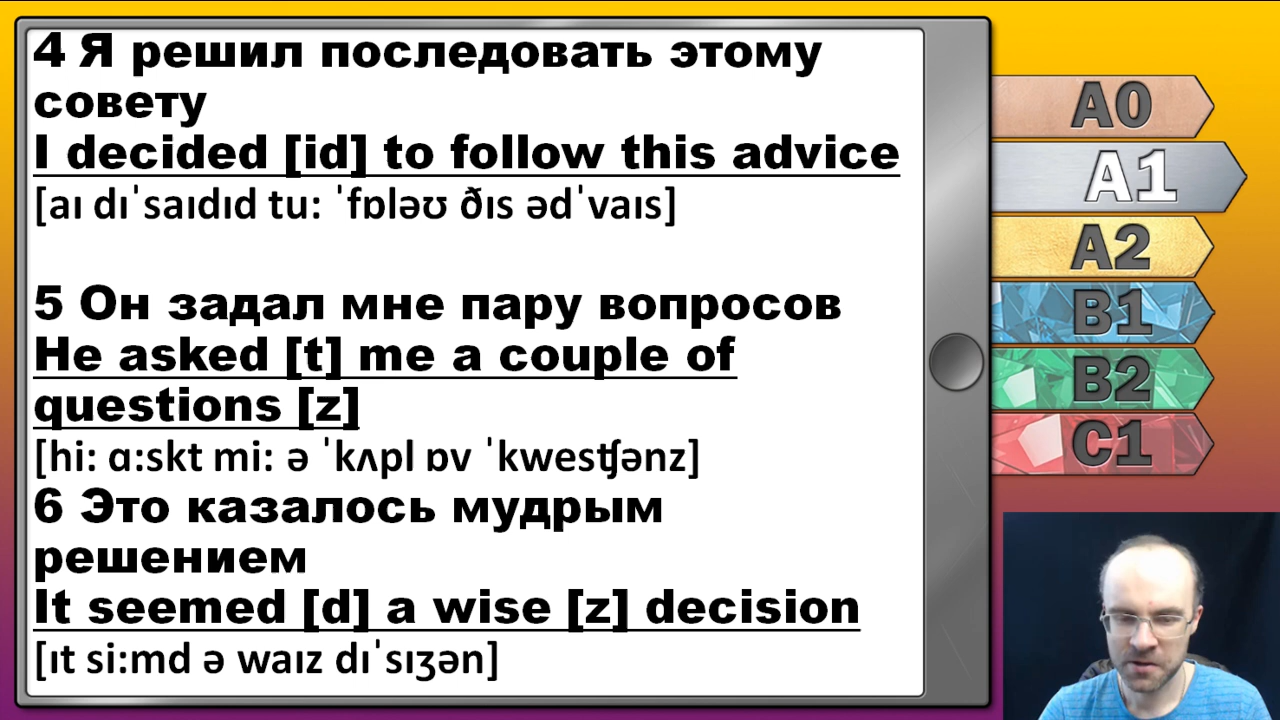 4 Я решил последовать этому
совету
I decided [id] to follow this advice
[aɪ dɪˈsaɪdɪd tu: ˈfɒləʊ ðɪs ədˈvaɪs]
5 Он задал мне пару вопросов
He asked [t] me a couple of
questions [z]
[hi: ɑ:skt mi: ə ˈkʌpl ɒv ˈkwesʧənz]
6 Это казалось мудрым
решением
It seemed [d] a wise [z] decision
[ɪt si:md ə waɪz dɪˈsɪʒən]
A0
A1
A2
B1
B2
C1